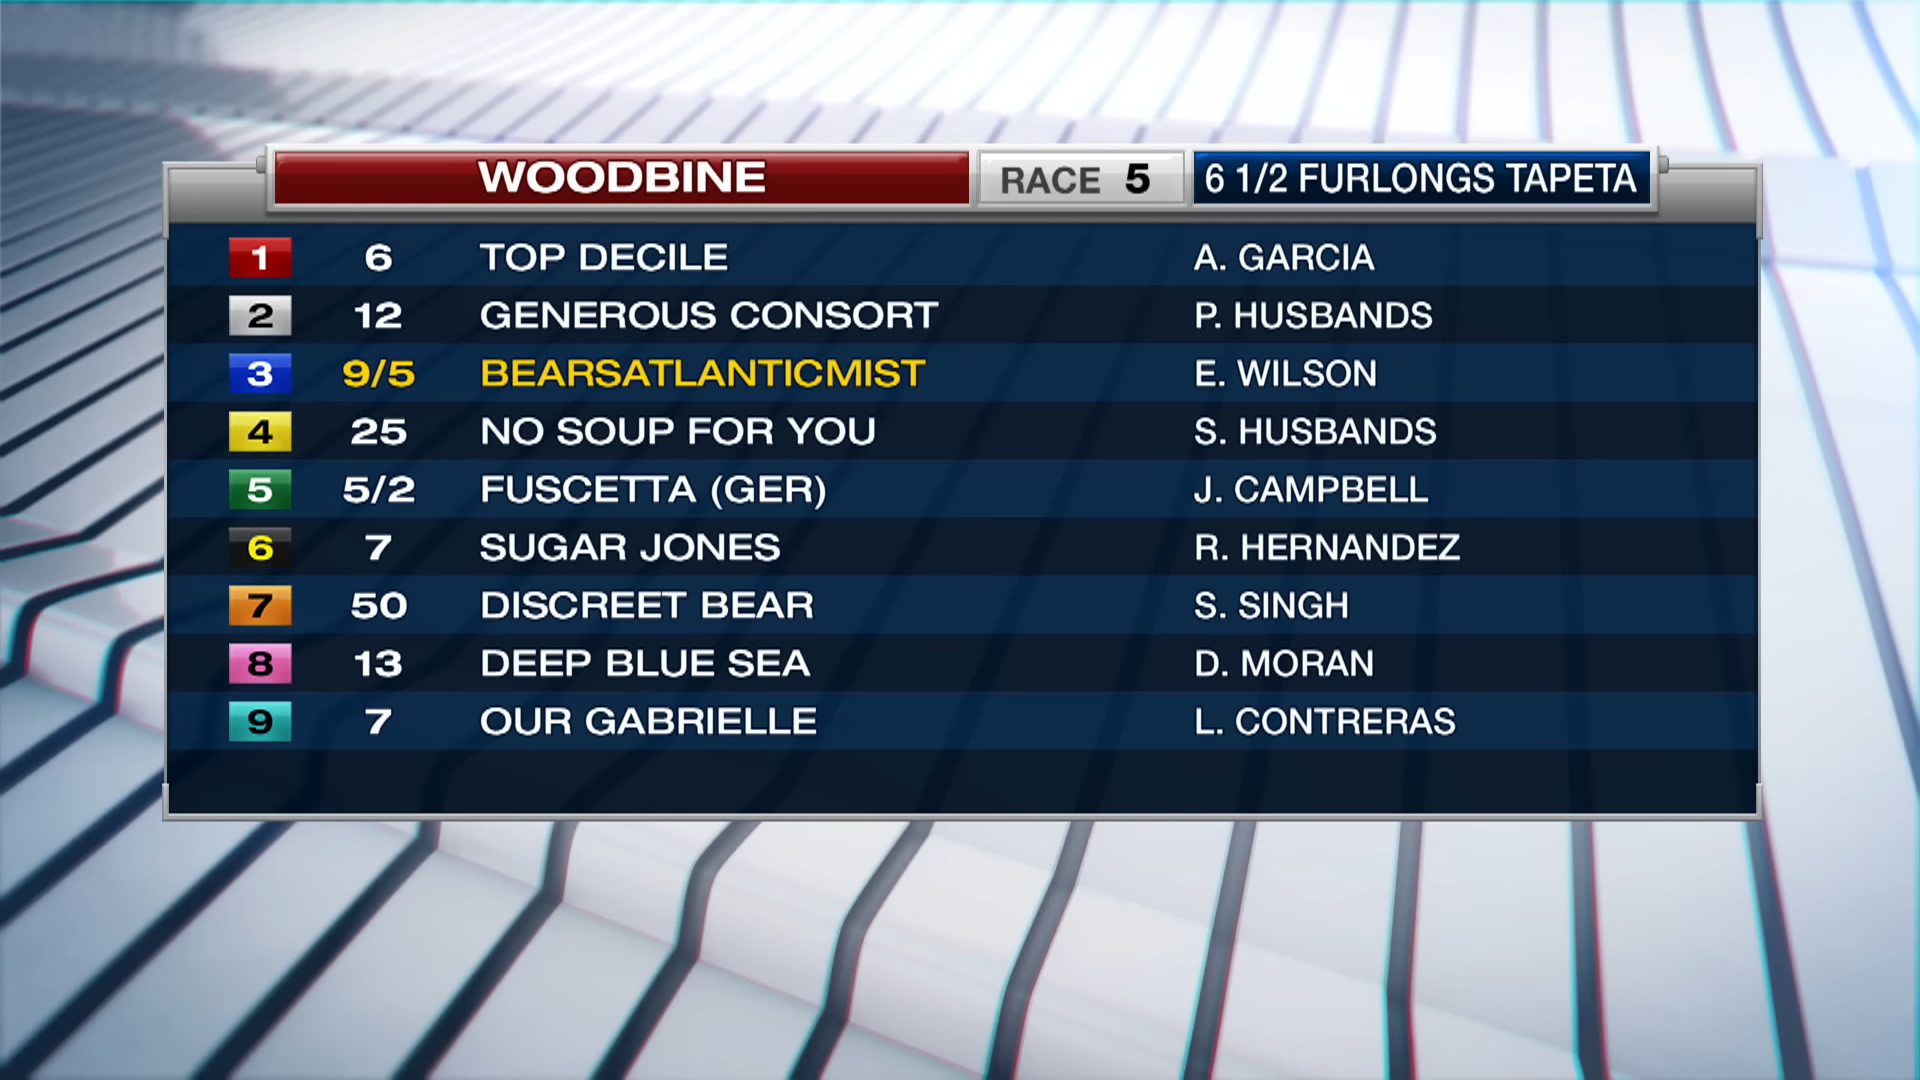 WOODBINE RACE 5 6 1/2 FURLONGS TAPETA
1 6 TOP DECILE A. GARCIA
2 12 GENEROUS CONSORT P. HUSBANDS
3 9/5 BEARSATLANTICMIST E. WILSON
4 25 NO SOUP FOR YOU S. HUSBANDS
5 5/2 FUSCETTA (GER) J. CAMPBELL
6 7 SUGAR JONES R. HERNANDEZ
7 50 DISCREET BEAR S. SINGH
8 13 DEEP BLUE SEA D. MORAN
9 7 OUR GABRIELLE L. CONTRERAS